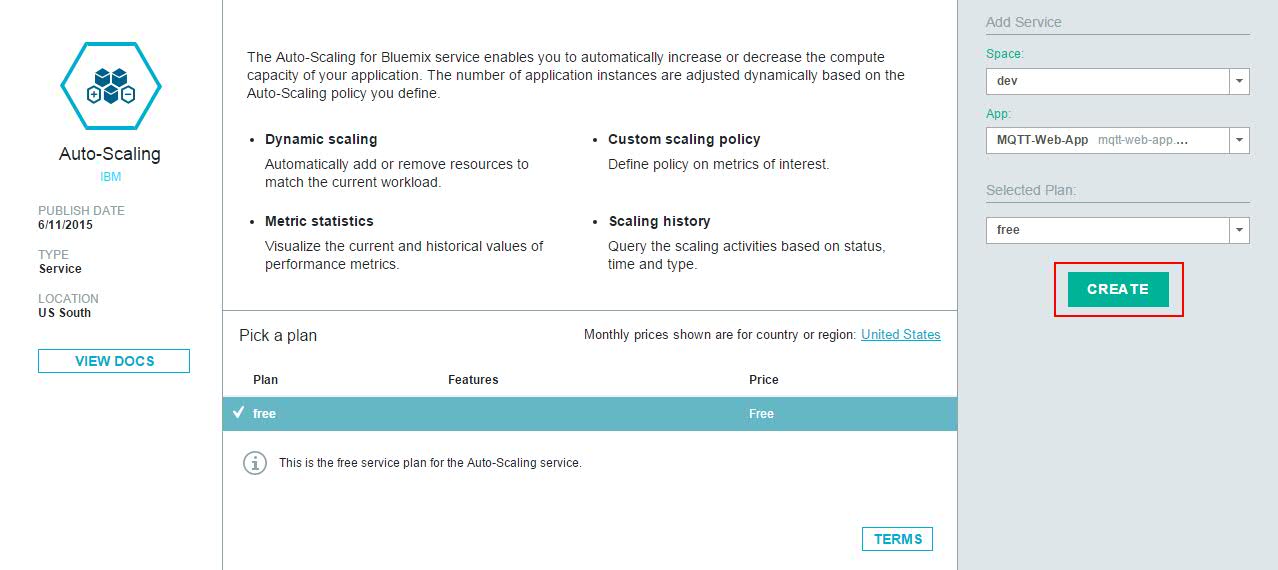 Auto-Scaling
IBM
PUBLISH DATE
6/11/2015
TYPE
Service
LOCATION
US South
VIEW DOCS
The Auto-Scaling for Bluemix service enables you to automatically increase or decrease the compute
capacity of your application. The number of application instances are adjusted dynamically based on the
Auto-Scaling policy you define.
• Dynamic scaling
Automatically add or remove resources to
match the current workload.
• Custom scaling policy
Define policy on metrics of interest.
• Metric statistics
Visualize the current and historical values of
performance metrics.
• Scaling history
Query the scaling activities based on status,
time and type.
Pick a plan
Monthly prices shown are for country or region: United States
Plan Features Price
free Free
This is the free service plan for the Auto-Scaling service.
TERMS
Add Service
Space:
dev
App:
MQTT-Web-App mqtt-web-app....
Selected Plan:
free
CREATE